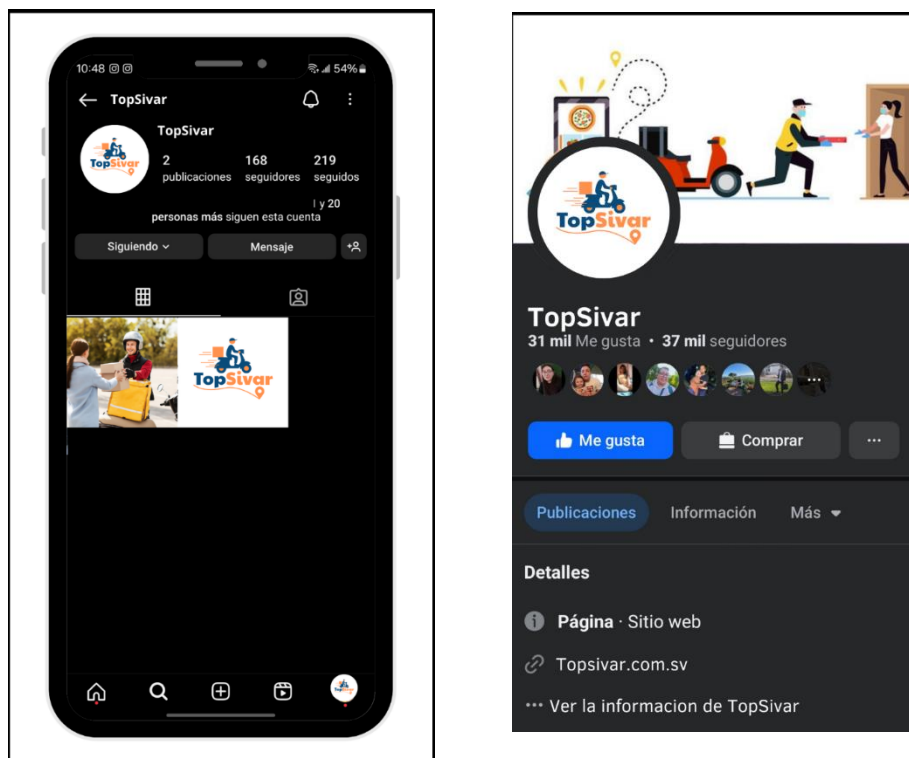 10:48 54%
TopSivar
TopSivar
TopSivar
2 168 219
publicaciones seguidores seguidos
l y 20
personas más siguen esta cuenta
Siguiendo Mensaje
TopSivar
TopSivar
TopSivar
31 mil Me gusta • 37 mil seguidores
Me gusta Comprar ...
Publicaciones Información Más
Detalles
Página · Sitio web
Topsivar.com.sv
··· Ver la informacion de TopSivar